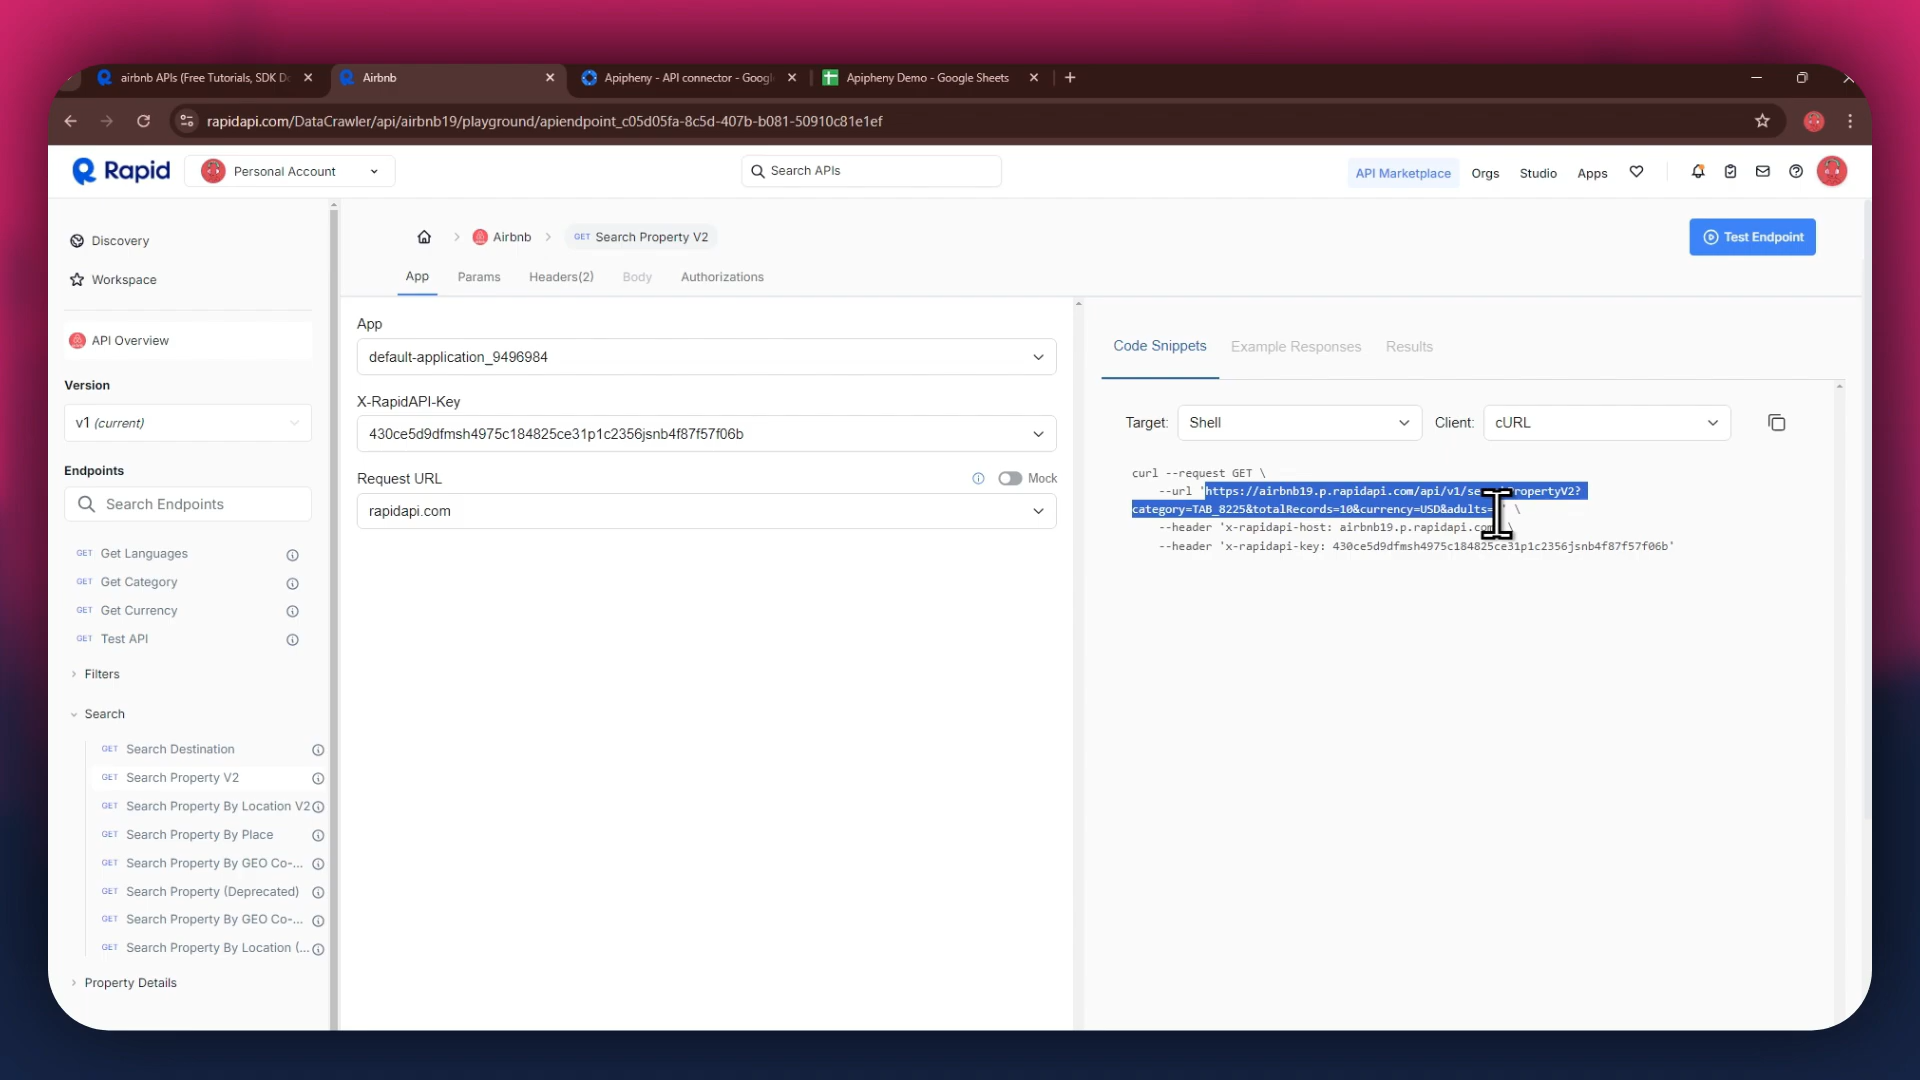 airbnb APIs (Free Tutorials, SDK D
Airbnb
Apipheny - API connector - Googl
Apipheny Demo - Google Sheets
rapidapi.com/DataCrawler/api/airbnb19/playground/apiendpoint_c05d05fa-8c5d-407b-b081-50910c81e1ef
Rapid
Personal Account
Search APIs
API Marketplace
Orgs
Studio
Apps
Discovery
Workspace
API Overview
Version
v1 (current)
Endpoints
Search Endpoints
GET Get Languages
GET Get Category
GET Get Currency
GET Test API
Filters
Search
GET Search Destination
GET Search Property V2
GET Search Property By Location V2
GET Search Property By Place
GET Search Property By GEO Co-...
GET Search Property (Deprecated)
GET Search Property By GEO Co-...
GET Search Property By Location (...
Property Details
Airbnb
GET Search Property V2
Test Endpoint
App
Params
Headers(2)
Body
Authorizations
App
default-application_9496984
X-RapidAPI-Key
430ce5d9dfmsh4975c184825ce31p1c2356jsnb4f87f57f06b
Request URL
Mock
rapidapi.com
Code Snippets
Example Responses
Results
Target:
Shell
Client:
cURL
curl --request GET \
--url 'https://airbnb19.p.rapidapi.com/api/v1/se ropertyV2?
category=TAB_8225&totalRecords=10&currency=USD&adults= ' \
--header 'x-rapidapi-host: airbnb19.p.rapidapi.co \
--header 'x-rapidapi-key: 430ce5d9dfmsh4975c184825ce31p1c2356jsnb4f87f57f06b'